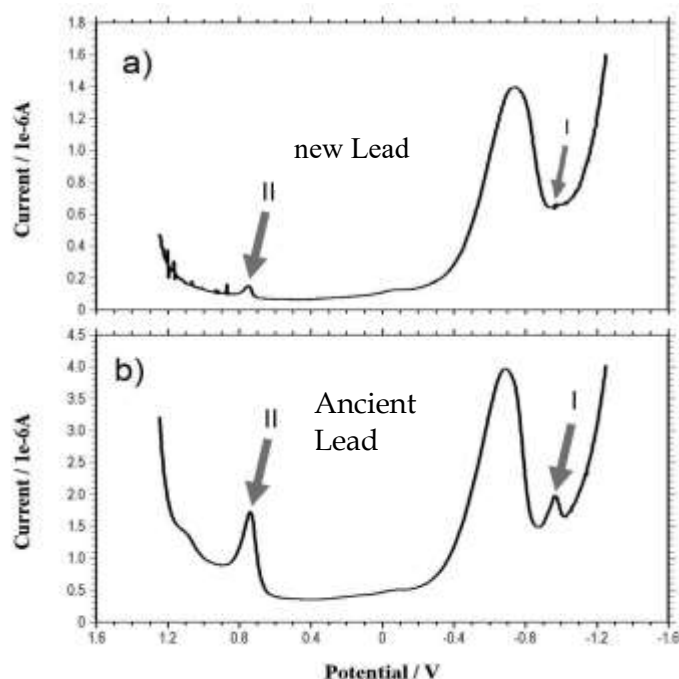 1.8
1.6
a)
1.4
1.2
new Lead
I
1.0
0.8
II
0.6
0.4
0.2
0
Current / 1e-6A
4.5
b)
4.0
Ancient
Lead
3.5
II
I
3.0
2.5
2.0
1.5
1.0
0.5
0
Current / 1e-6A
1.6 1.2 0.8 0.4 0 -0.4 -0.8 -1.2 -1.6
Potential / V